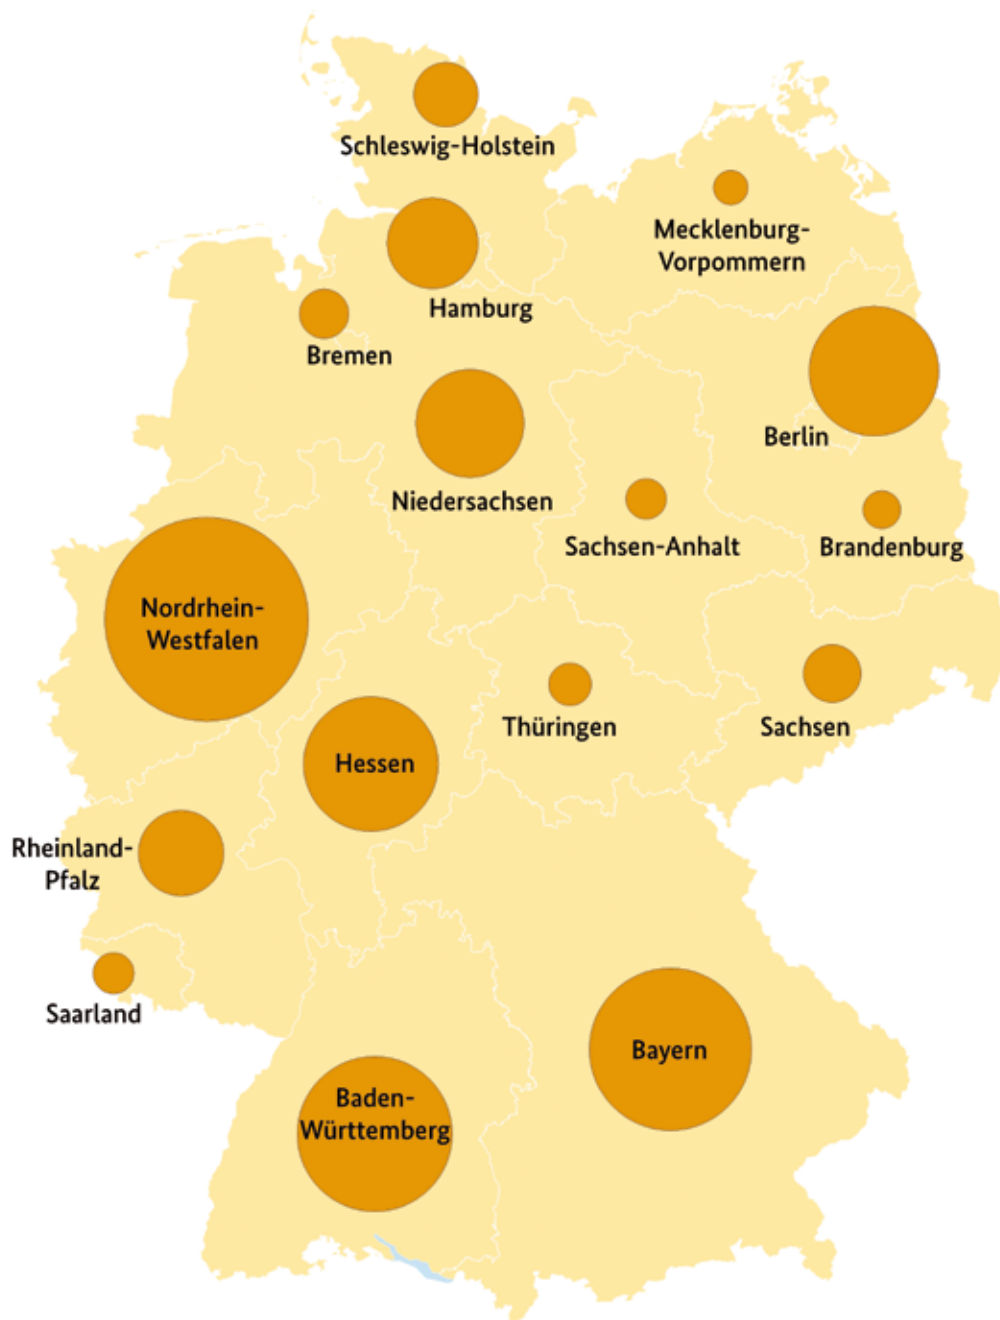 Schleswig-Holstein
Mecklenburg-
Vorpommern
Hamburg
Bremen
Berlin
Niedersachsen
Sachsen-Anhalt
Brandenburg
Nordrhein-
Westfalen
Thüringen
Sachsen
Hessen
Rheinland-
Pfalz
Saarland
Bayern
Baden-
Württemberg